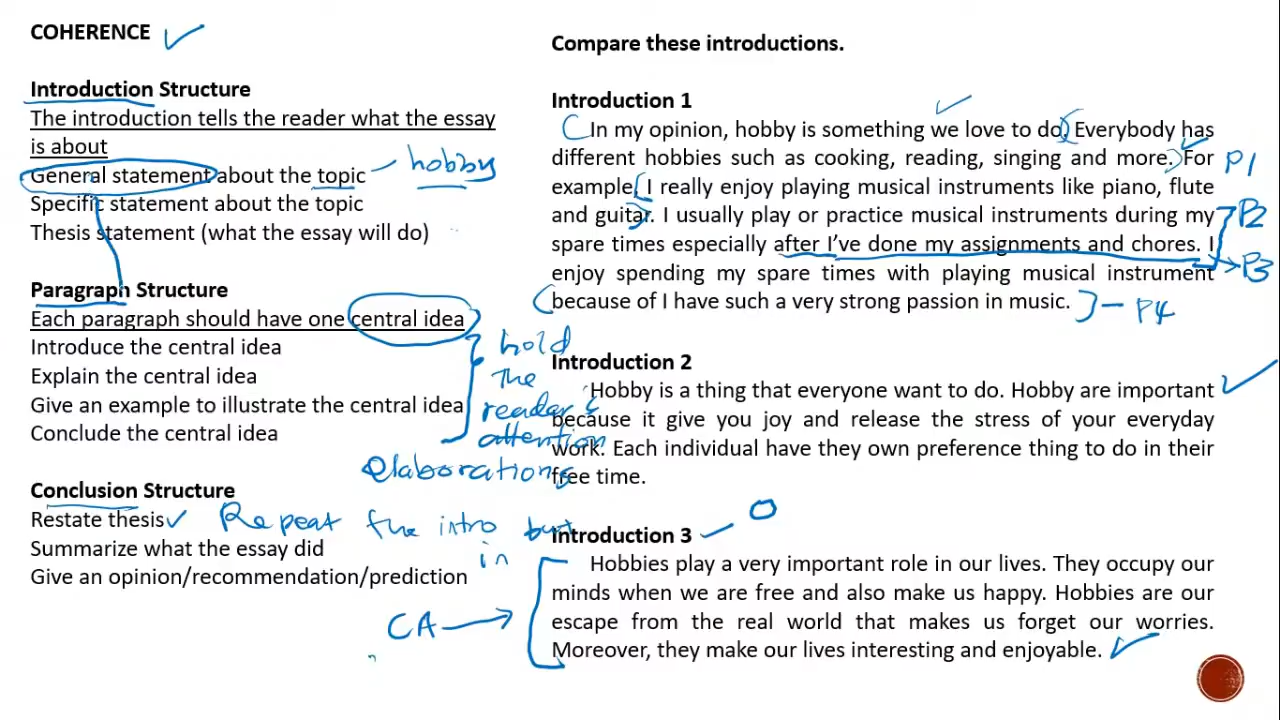 COHERENCE
Introduction Structure
The introduction tells the reader what the essay
is about
General statement about the topic
hobby
Specific statement about the topic
Thesis statement (what the essay will do)
Paragraph Structure
Each paragraph should have one central idea
Introduce the central idea
Explain the central idea
Give an example to illustrate the central idea
Conclude the central idea
hold
the
reader's
attention
elaborations
Conclusion Structure
Restate thesis
Repeat the intro but
in
Summarize what the essay did
Give an opinion/recommendation/prediction
CA
Compare these introductions.
Introduction 1
In my opinion, hobby is something we love to do. Everybody has
different hobbies such as cooking, reading, singing and more. For
P1
example, I really enjoy playing musical instruments like piano, flute
and guitar. I usually play or practice musical instruments during my
P2
spare times especially after I've done my assignments and chores. I
P3
enjoy spending my spare times with playing musical instrument
because of I have such a very strong passion in music.
P4
Introduction 2
Hobby is a thing that everyone want to do. Hobby are important
because it give you joy and release the stress of your everyday
work. Each individual have they own preference thing to do in their
free time.
Introduction 3
Hobbies play a very important role in our lives. They occupy our
minds when we are free and also make us happy. Hobbies are our
escape from the real world that makes us forget our worries.
Moreover, they make our lives interesting and enjoyable.